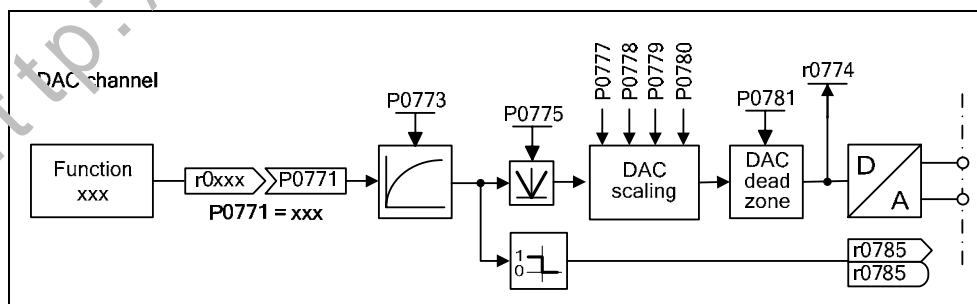 ttp:/
DAC channel
Function
xxx
r0xxx
P0771
P0771 = xxx
P0773
P0775
P0777
P0778
P0779
P0780
DAC
scaling
P0781
DAC
dead
zone
r0774
D
A
1
0
r0785
r0785